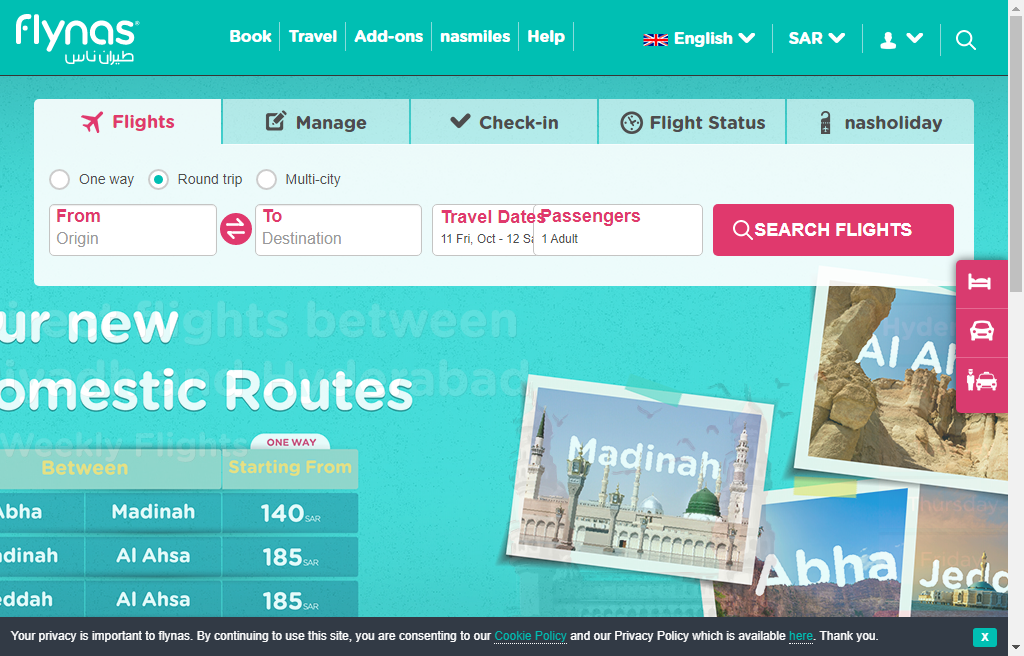 flynas
طيران ناس
Book Travel Add-ons nasmiles Help
English SAR
Flights Manage Check-in Flight Status nasholiday
One way Round trip Multi-city
From To Travel Dates Passengers
Origin Destination 11 Fri, Oct - 12 Sa 1 Adult
SEARCH FLIGHTS
flights between
ur new
Hyderabad
omestic Routes
Weekly Flights
ONE WAY
Between Starting From
Abha Madinah 140 SAR
adinah Al Ahsa 185 SAR
eddah Al Ahsa 185 SAR
Al Ah
Madinah
Abha
Jedd
Your privacy is important to flynas. By continuing to use this site, you are consenting to our Cookie Policy and our Privacy Policy which is available here. Thank you.
X